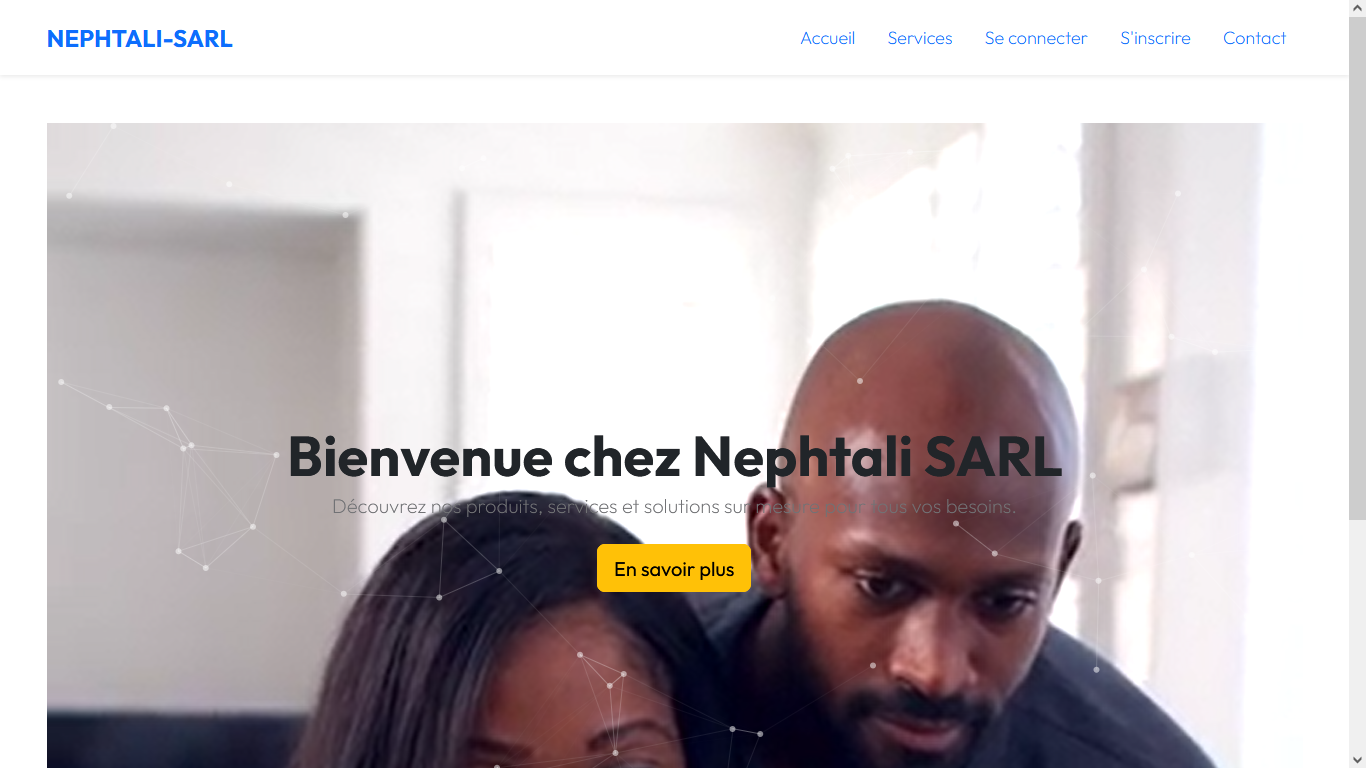 NEPHTALI-SARL
Accueil
Services
Se connecter
S'inscrire
Contact
Bienvenue chez Nephtali SARL
Découvrez nos produits, services et solutions sur mesure pour tous vos besoins.
En savoir plus